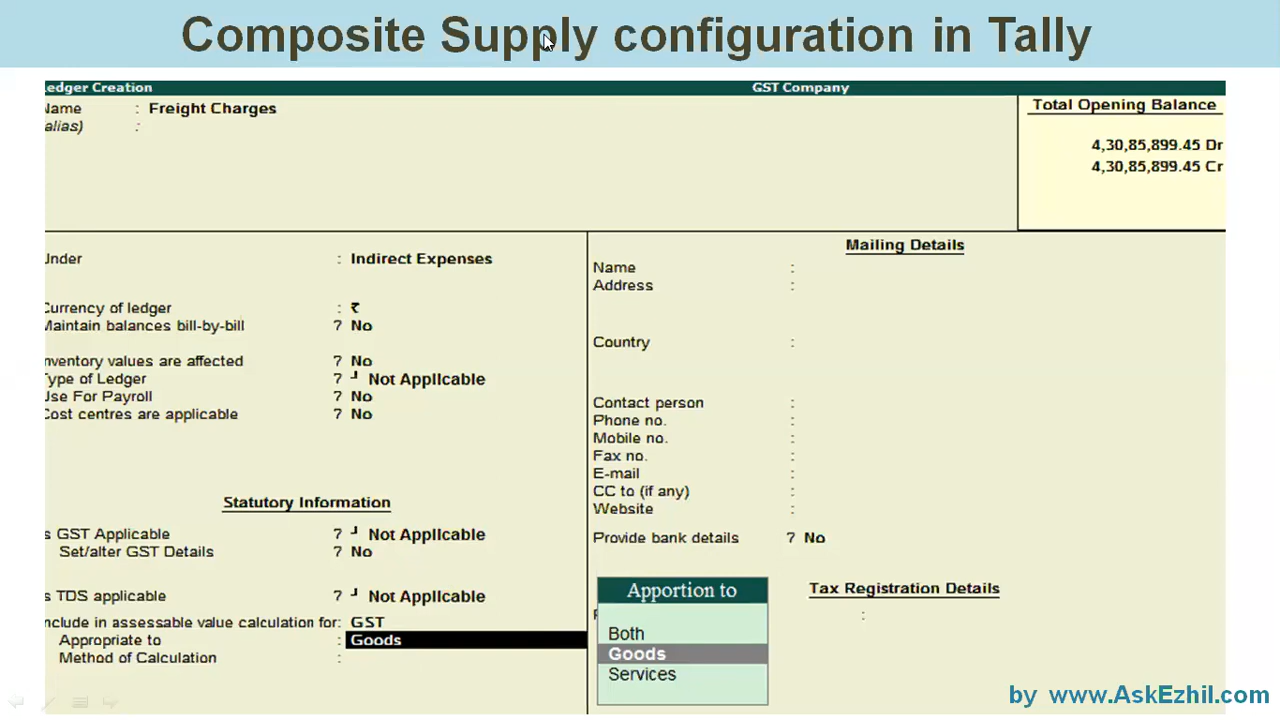 Composite Supply configuration in Tally
edger Creation GST Company
Name : Freight Charges
alias) :
Total Opening Balance
4,30,85,899.45 Dr
4,30,85,899.45 Cr
Under : Indirect Expenses
Currency of ledger : ₹
Maintain balances bill-by-bill ? No
nventory values are affected ? No
Type of Ledger ? ┘ Not Applicable
Use For Payroll ? No
Cost centres are applicable ? No
Statutory Information
s GST Applicable ? ┘ Not Applicable
Set/alter GST Details ? No
s TDS applicable ? ┘ Not Applicable
nclude in assessable value calculation for: GST
Appropriate to : Goods
Method of Calculation :
Mailing Details
Name :
Address :
Country :
Contact person :
Phone no. :
Mobile no. :
Fax no. :
E-mail :
CC to (if any) :
Website :
Provide bank details ? No
Tax Registration Details
:
Apportion to
Both
Goods
Services
by www.AskEzhil.com